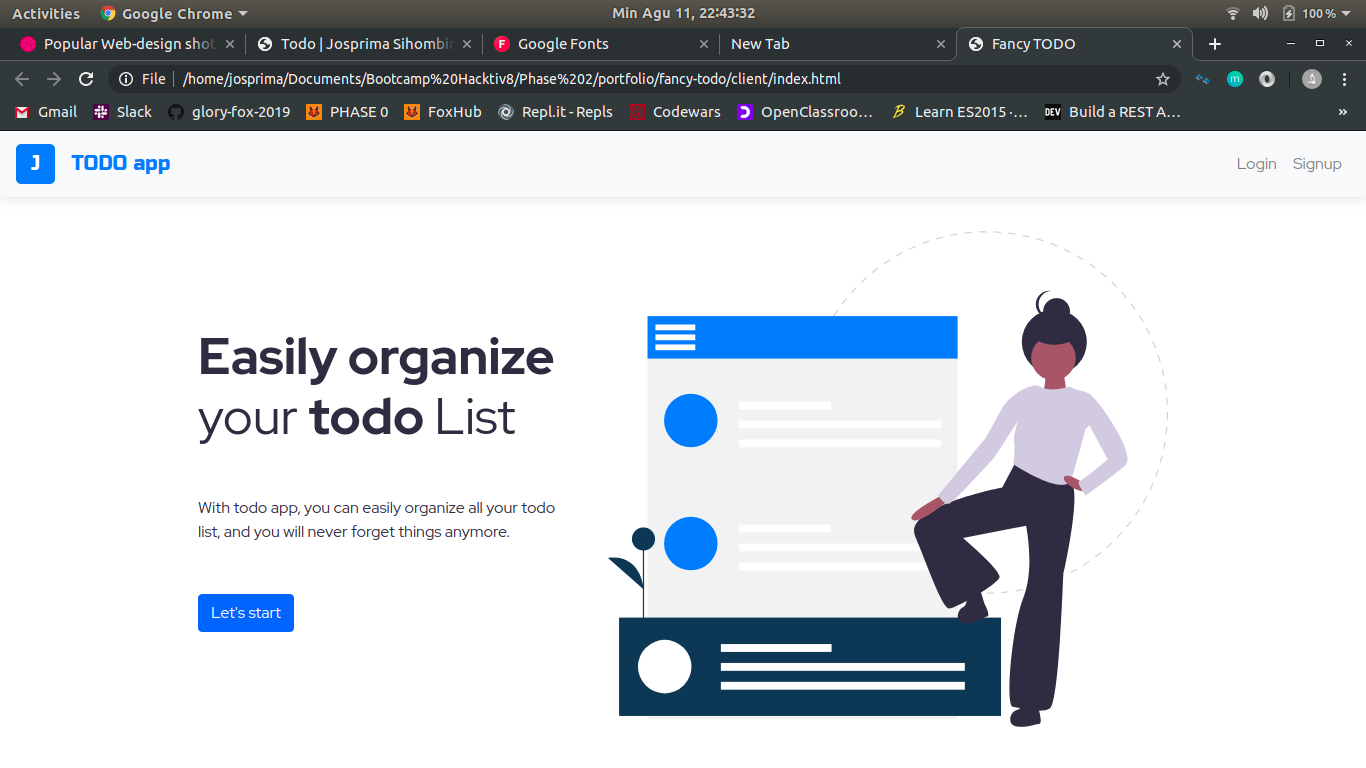 Activities Google Chrome Min Agu 11, 22:43:32 100 %
Popular Web-design shot Todo | Josprima Sihombin Google Fonts New Tab Fancy TODO
File /home/josprima/Documents/Bootcamp%20Hacktiv8/Phase%202/portfolio/fancy-todo/client/index.html
Gmail Slack glory-fox-2019 PHASE 0 FoxHub Repl.it - Repls Codewars OpenClassroo... Learn ES2015 -... DEV Build a REST A... »
J TODO app Login Signup
Easily organize
your todo List
With todo app, you can easily organize all your todo
list, and you will never forget things anymore.
Let's start